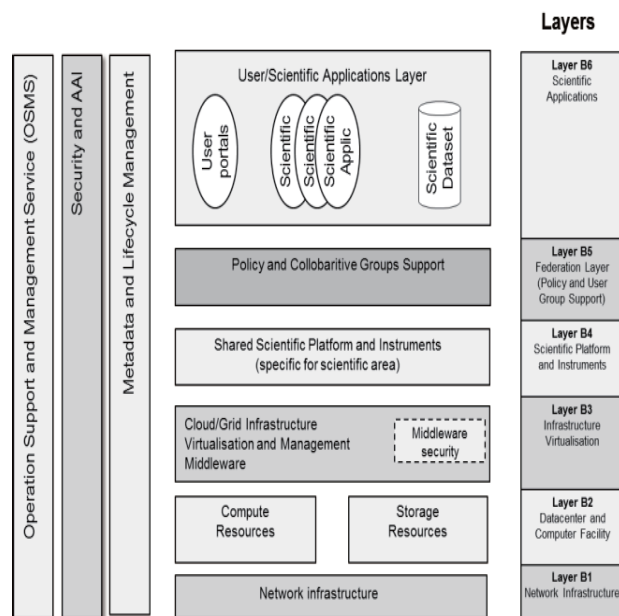 Layers
Operation Support and Management Service (OSMS)
Security and AAI
Metadata and Lifecycle Management
User/Scientific Applications Layer
User
portals
Scientific
Scientific
Scientific
Applic
Scientific
Dataset
Layer B6
Scientific
Applications
Policy and Collobaritive Groups Support
Layer B5
Federation Layer
(Policy and User
Group Support)
Shared Scientific Platform and Instruments
(specific for scientific area)
Layer B4
Scientific Platform
and Instruments
Cloud/Grid Infrastructure
Virtualisation and Management
Middleware
Middleware
security
Layer B3
Infrastructure
Virtualisation
Compute
Resources
Storage
Resources
Layer B2
Datacenter and
Computer Facility
Network infrastructure
Layer B1
Network Infrastructure